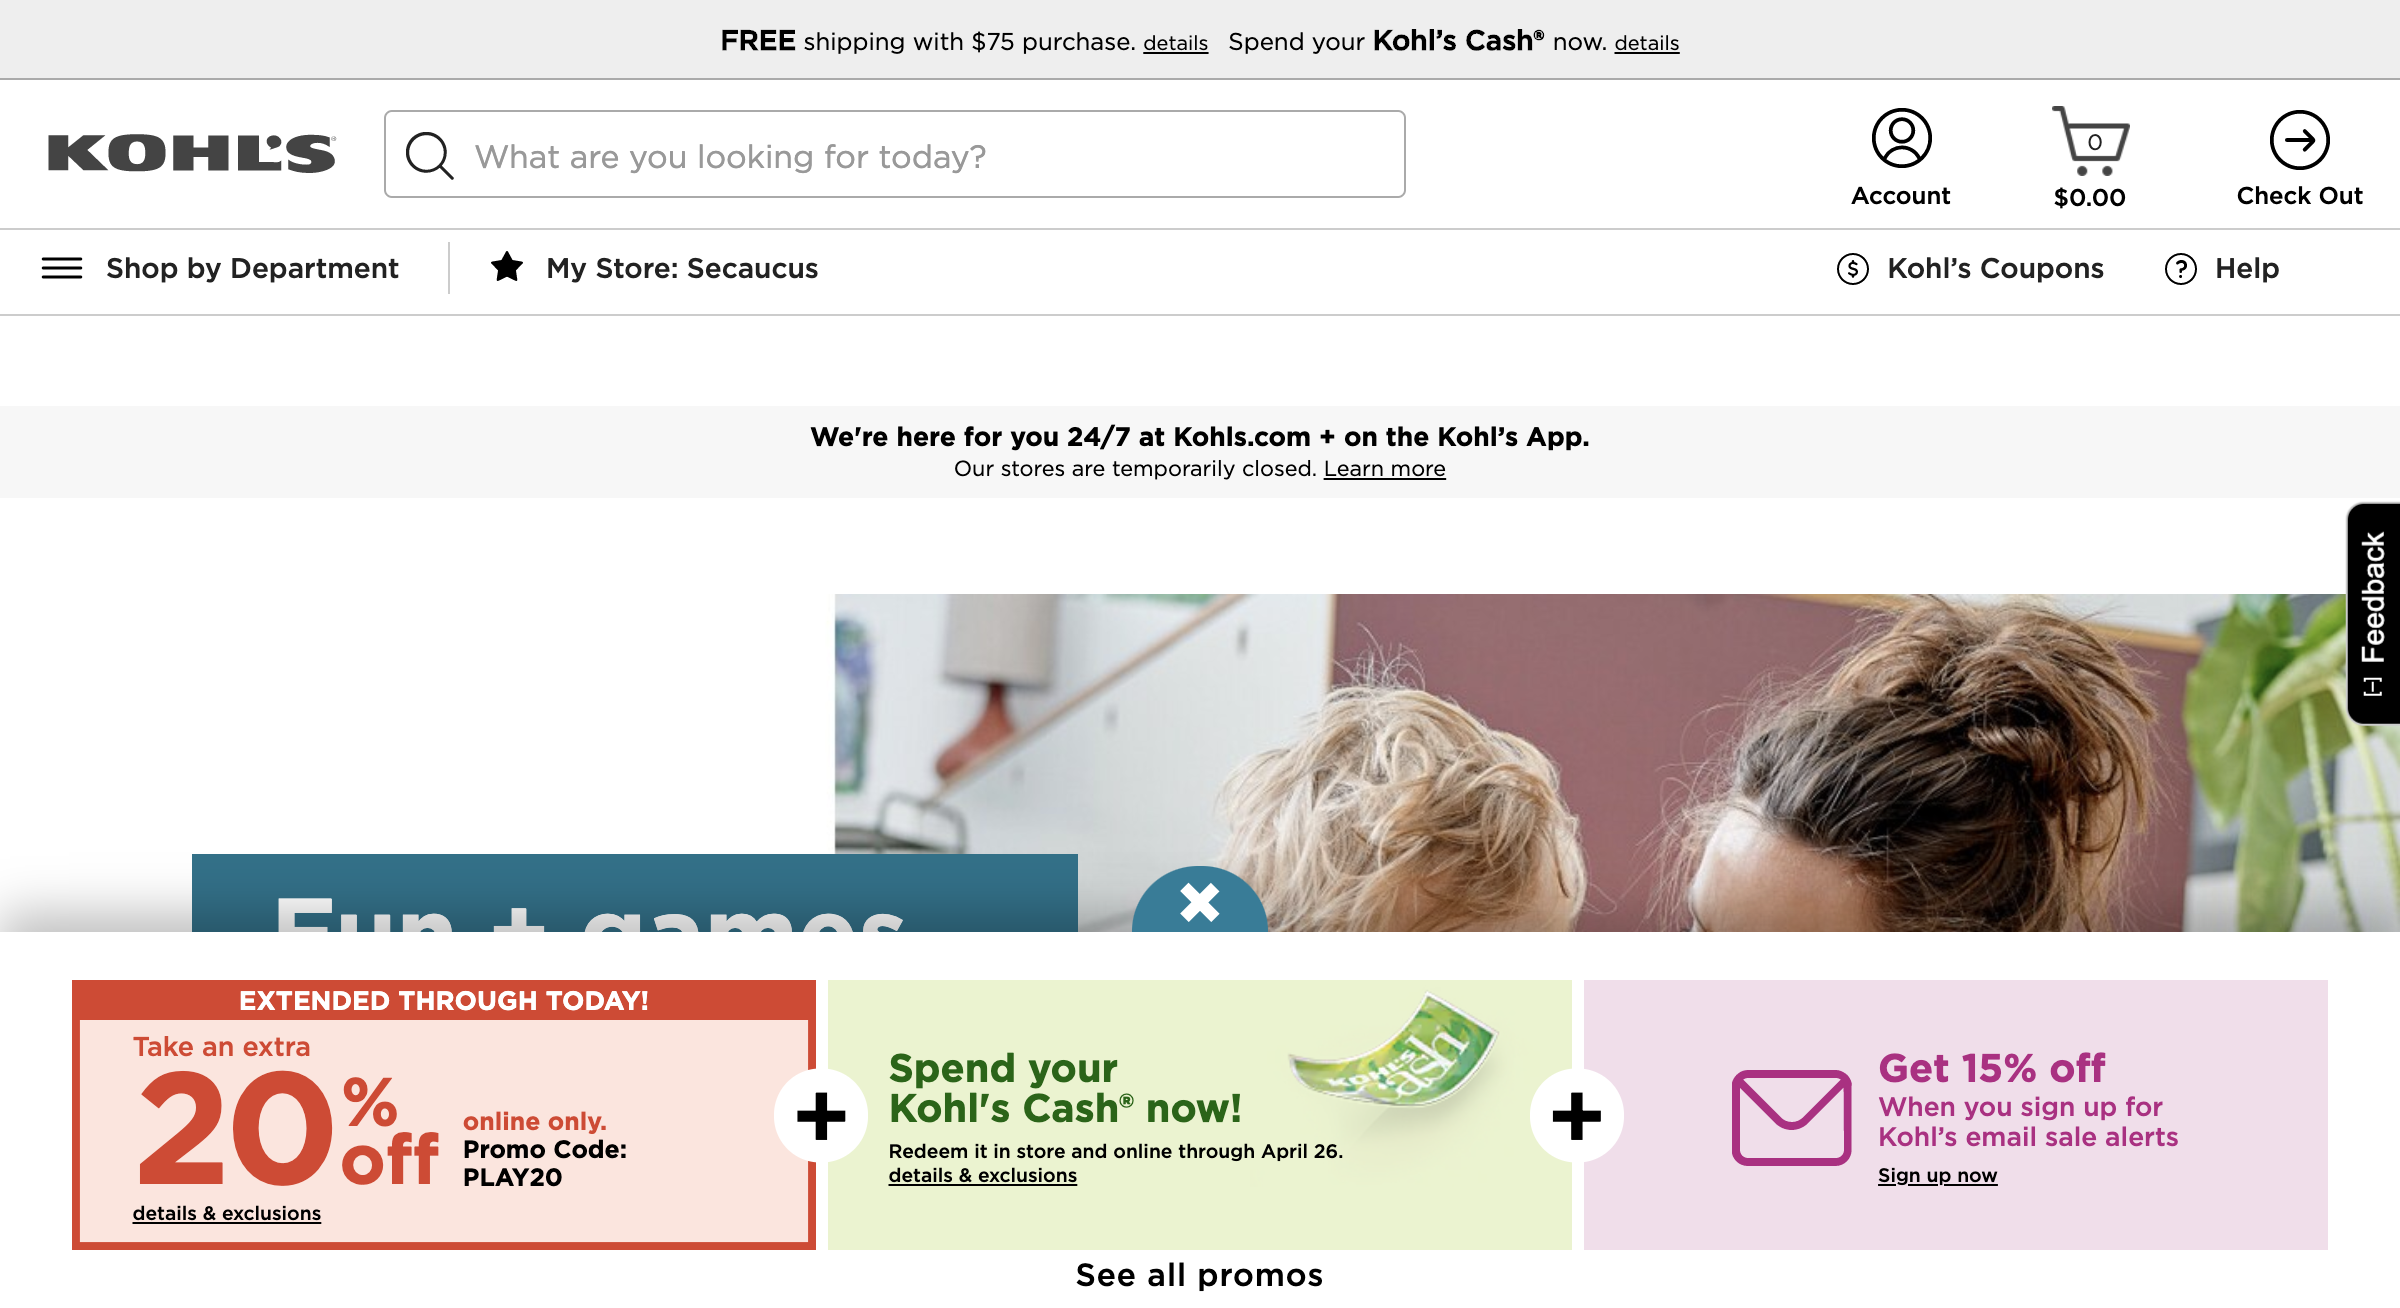 FREE shipping with $75 purchase. details Spend your Kohl's Cash® now. details
KOHL'S
What are you looking for today?
Account
0
$0.00
Check Out
Shop by Department
My Store: Secaucus
$ Kohl's Coupons
? Help
We're here for you 24/7 at Kohls.com + on the Kohl's App.
Our stores are temporarily closed. Learn more
[–] Feedback
Fun + games
EXTENDED THROUGH TODAY!
Take an extra
20% off
online only.
Promo Code:
PLAY20
details & exclusions
+
Spend your
Kohl's Cash® now!
Redeem it in store and online through April 26.
details & exclusions
KOHL'S
cash
+
Get 15% off
When you sign up for
Kohl's email sale alerts
Sign up now
See all promos